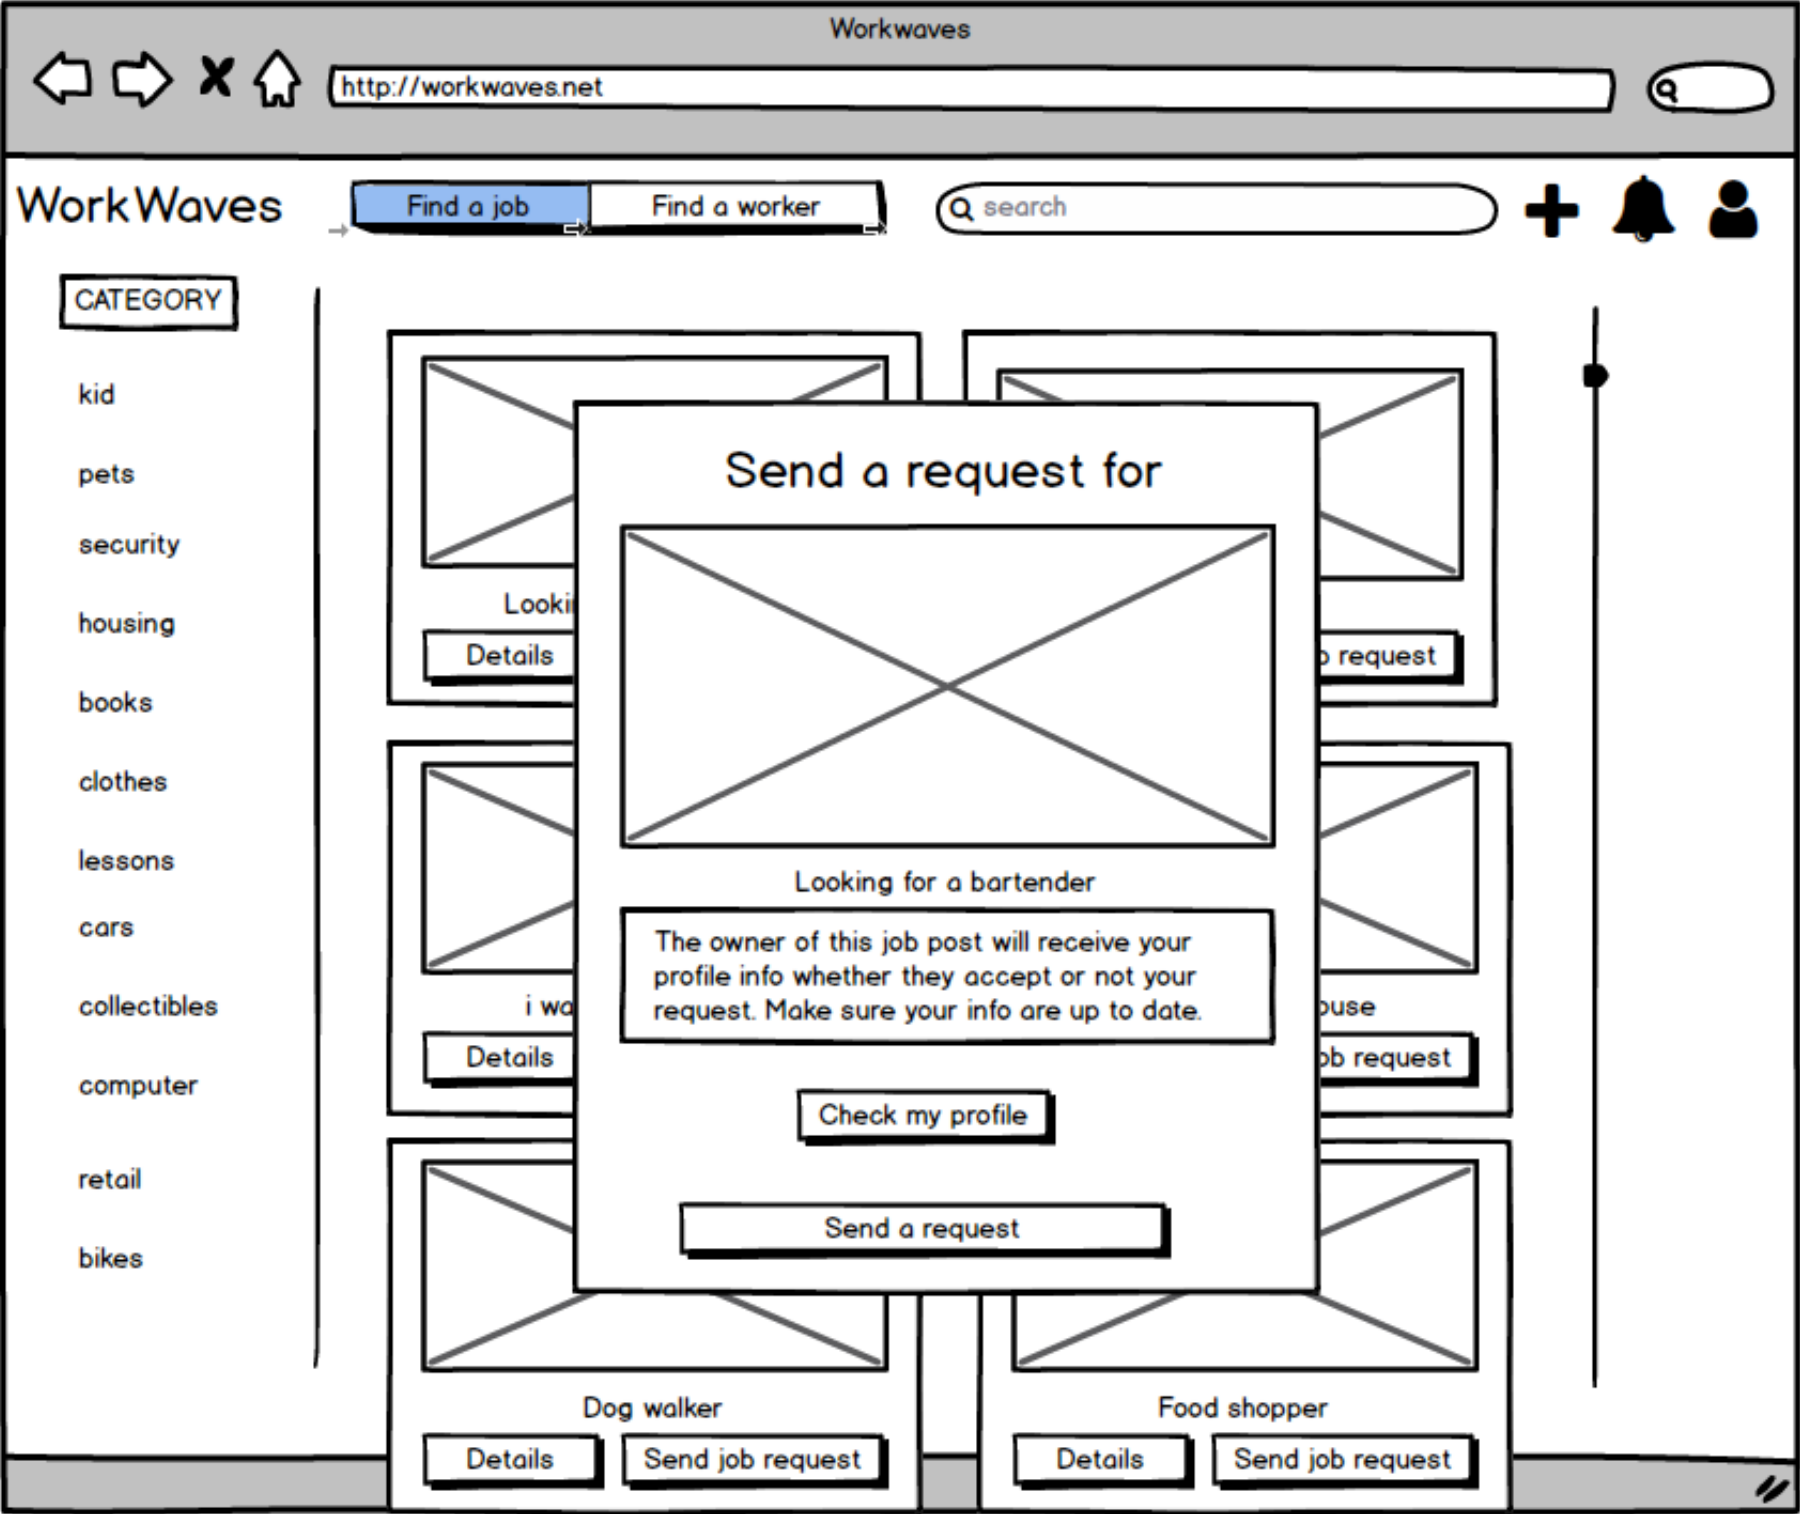 Workwaves
http://workwaves.net
WorkWaves
Find a job
Find a worker
search
CATEGORY
kid
pets
security
housing
books
clothes
lessons
cars
collectibles
computer
retail
bikes
Details
request
i
Details
request
Send a request for
Looking for a bartender
The owner of this job post will receive your
profile info whether they accept or not your
request. Make sure your info are up to date.
Check my profile
Send a request
Dog walker
Details
Send job request
Food shopper
Details
Send job request